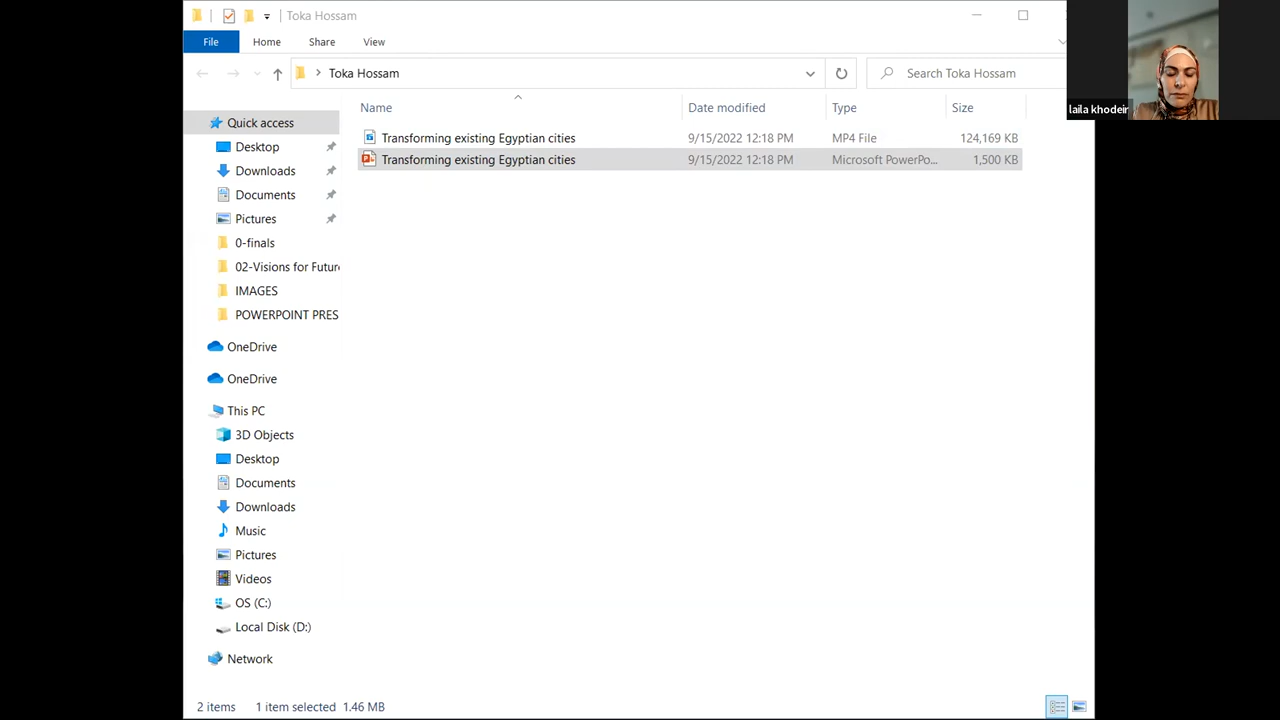 Toka Hossam
File Home Share View
Toka Hossam
Search Toka Hossam
laila khodeir
Name Date modified Type Size
Quick access
Transforming existing Egyptian cities 9/15/2022 12:18 PM MP4 File 124,169 KB
Desktop
Transforming existing Egyptian cities 9/15/2022 12:18 PM Microsoft PowerPo... 1,500 KB
Downloads
Documents
Pictures
0-finals
02-Visions for Future
IMAGES
POWERPOINT PRES
OneDrive
OneDrive
This PC
3D Objects
Desktop
Documents
Downloads
Music
Pictures
Videos
OS (C:)
Local Disk (D:)
Network
2 items 1 item selected 1.46 MB